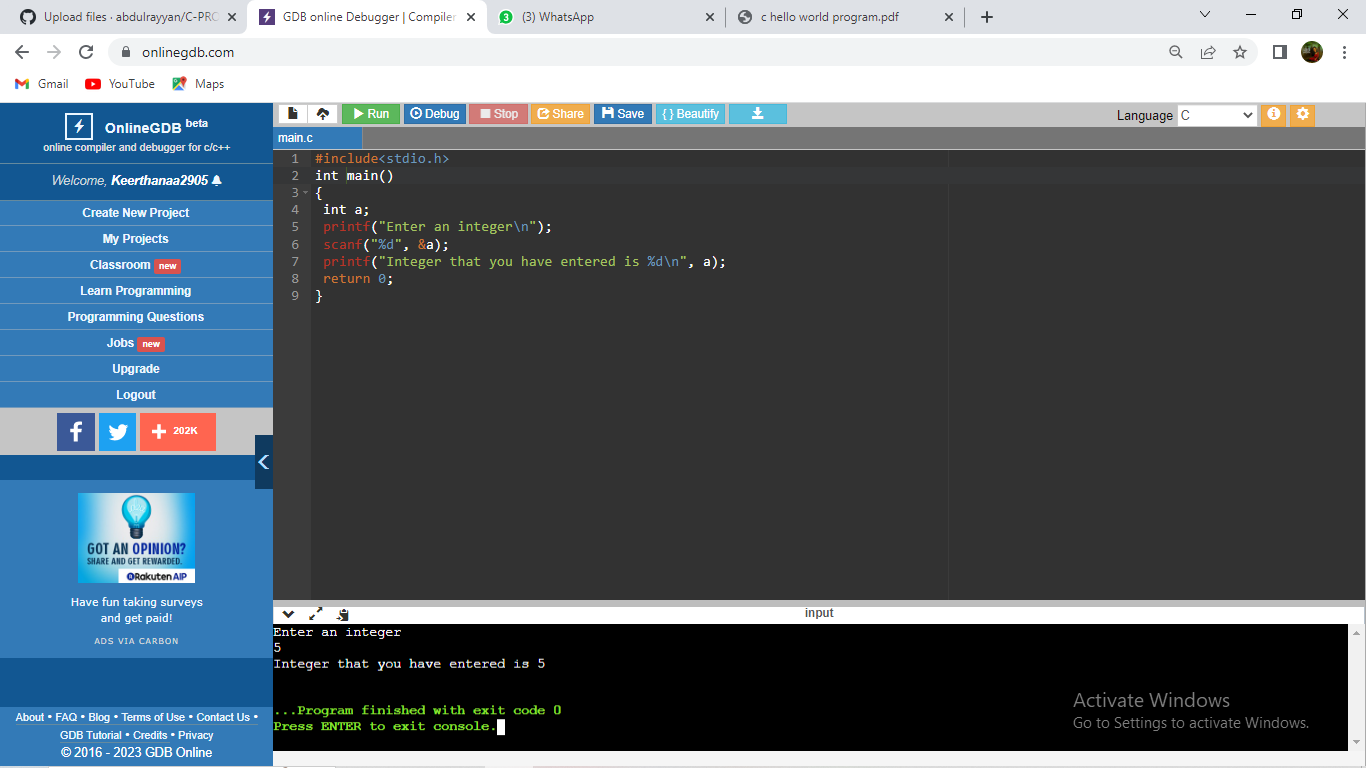 Upload files · abdulrayyan/C-PRC
GDB online Debugger | Compiler
(3) WhatsApp
c hello world program.pdf
onlinegdb.com
Gmail
YouTube
Maps
OnlineGDB beta
online compiler and debugger for c/c++
Welcome, Keerthanaa2905
Create New Project
My Projects
Classroom new
Learn Programming
Programming Questions
Jobs new
Upgrade
Logout
202K
GOT AN OPINION?
SHARE AND GET REWARDED.
Rakuten AIP
Have fun taking surveys
and get paid!
ADS VIA CARBON
About • FAQ • Blog • Terms of Use • Contact Us •
GDB Tutorial • Credits • Privacy
© 2016 - 2023 GDB Online
Run Debug Stop Share Save { } Beautify
Language C
main.c
1 #include<stdio.h>
2 int main()
3 {
4 int a;
5 printf("Enter an integer\n");
6 scanf("%d", &a);
7 printf("Integer that you have entered is %d\n", a);
8 return 0;
9 }
input
Enter an integer
5
Integer that you have entered is 5
...Program finished with exit code 0
Press ENTER to exit console.
Activate Windows
Go to Settings to activate Windows.